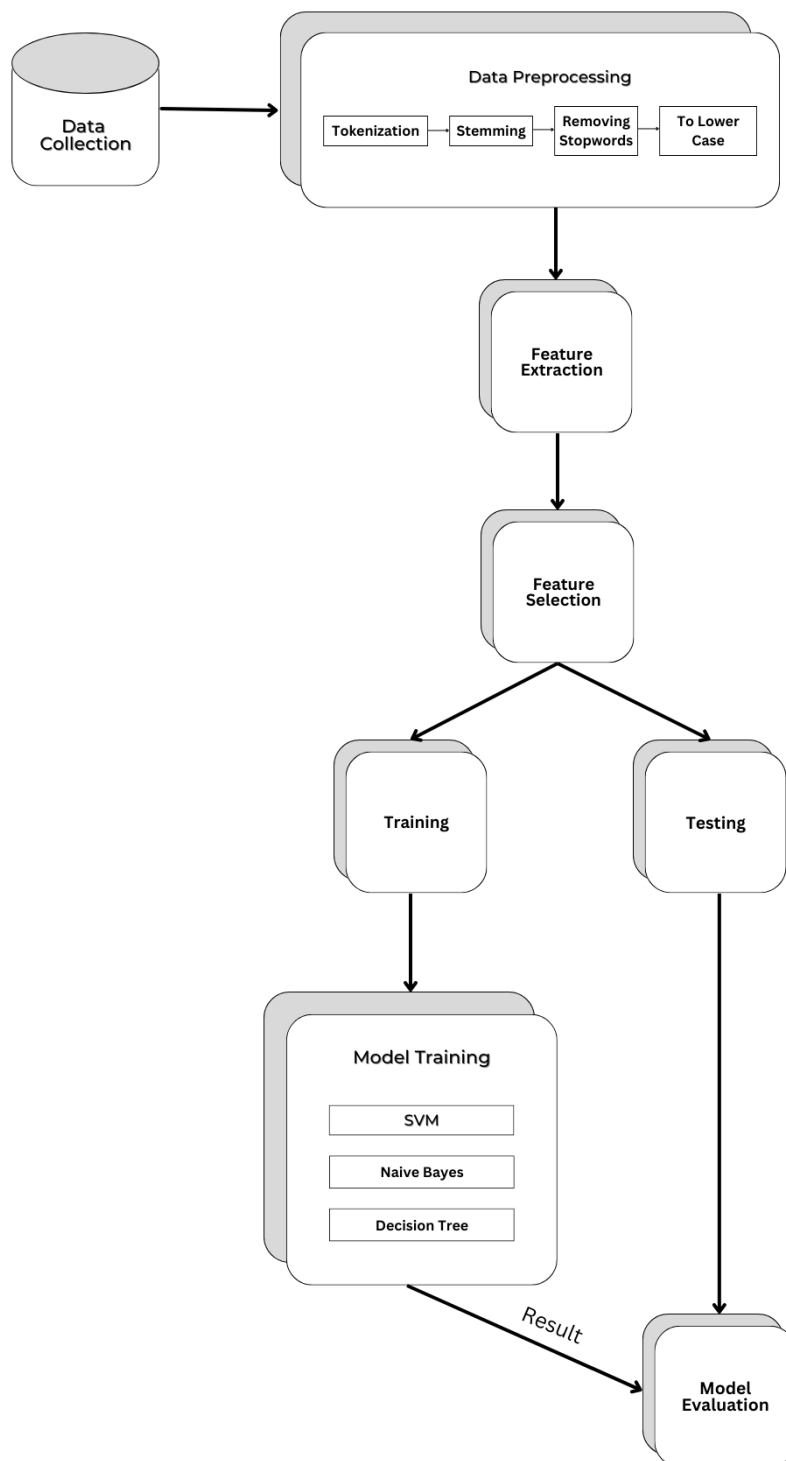 Data
Collection
Data Preprocessing
Tokenization
Stemming
Removing
Stopwords
To Lower
Case
Feature
Extraction
Feature
Selection
Training
Testing
Model Training
SVM
Naive Bayes
Decision Tree
Result
Model
Evaluation